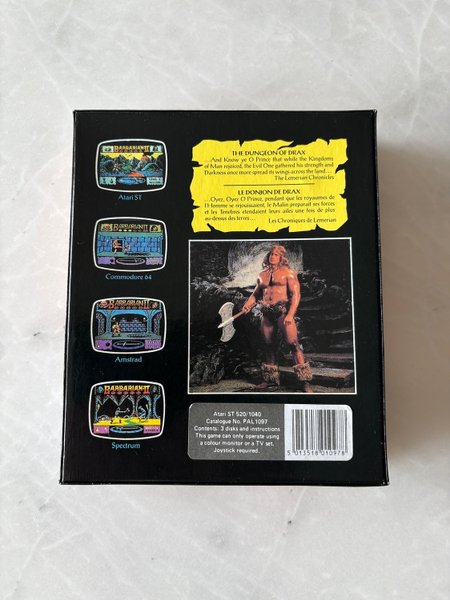 BARBARIAN II
Atari ST
BARBARIAN II
Commodore 64
BARBARIAN II
Amstrad
BARBARIAN II
Spectrum
THE DUNGEON OF DRAX
And Know ye O Prince that while the Kingdoms
of Man rejoiced, the Evil One gathered his strength and
Darkness once more spread its wings across the land....
The Lemerian Chronicles
LE DONJON DE DRAX
...Oyez, Oyez O Prince, pendant que les royaumes de
l'Homme se rejouissaient, le Malin preparait ses forces
et les Tenebres etendaient leurs ailes une fois de plus
au-dessus des terres ...
Les Chroniques de Lemerian
Atari ST 520/1040
Catalogue No. PAL1097
Contents: 3 disks and instructions
This game can only operate using
a colour monitor or a TV set.
Joystick required.
5 013518 010978